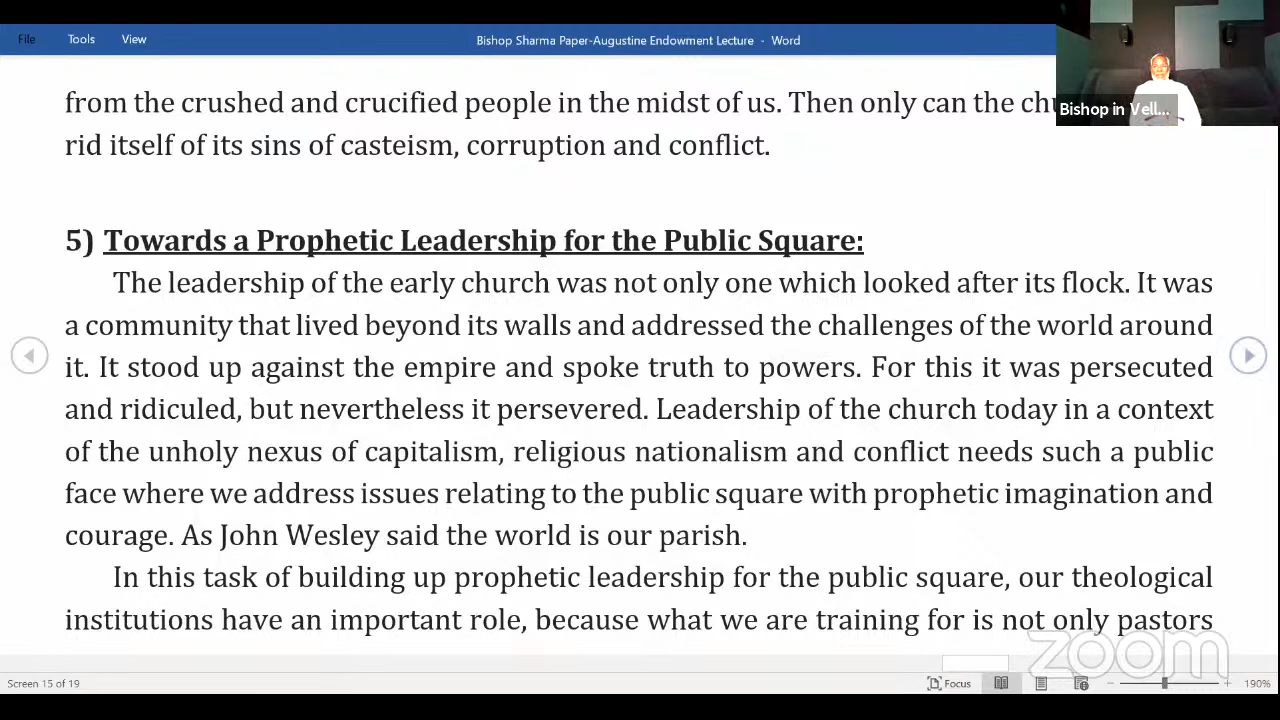 File Tools View Bishop Sharma Paper-Augustine Endowment Lecture - Word
Bishop in Vell...
from the crushed and crucified people in the midst of us. Then only can the
rid itself of its sins of casteism, corruption and conflict.
5) Towards a Prophetic Leadership for the Public Square:
The leadership of the early church was not only one which looked after its flock. It was
a community that lived beyond its walls and addressed the challenges of the world around
it. It stood up against the empire and spoke truth to powers. For this it was persecuted
and ridiculed, but nevertheless it persevered. Leadership of the church today in a context
of the unholy nexus of capitalism, religious nationalism and conflict needs such a public
face where we address issues relating to the public square with prophetic imagination and
courage. As John Wesley said the world is our parish.
In this task of building up prophetic leadership for the public square, our theological
institutions have an important role, because what we are training for is not only pastors
zoom
Screen 15 of 19 Focus 190%